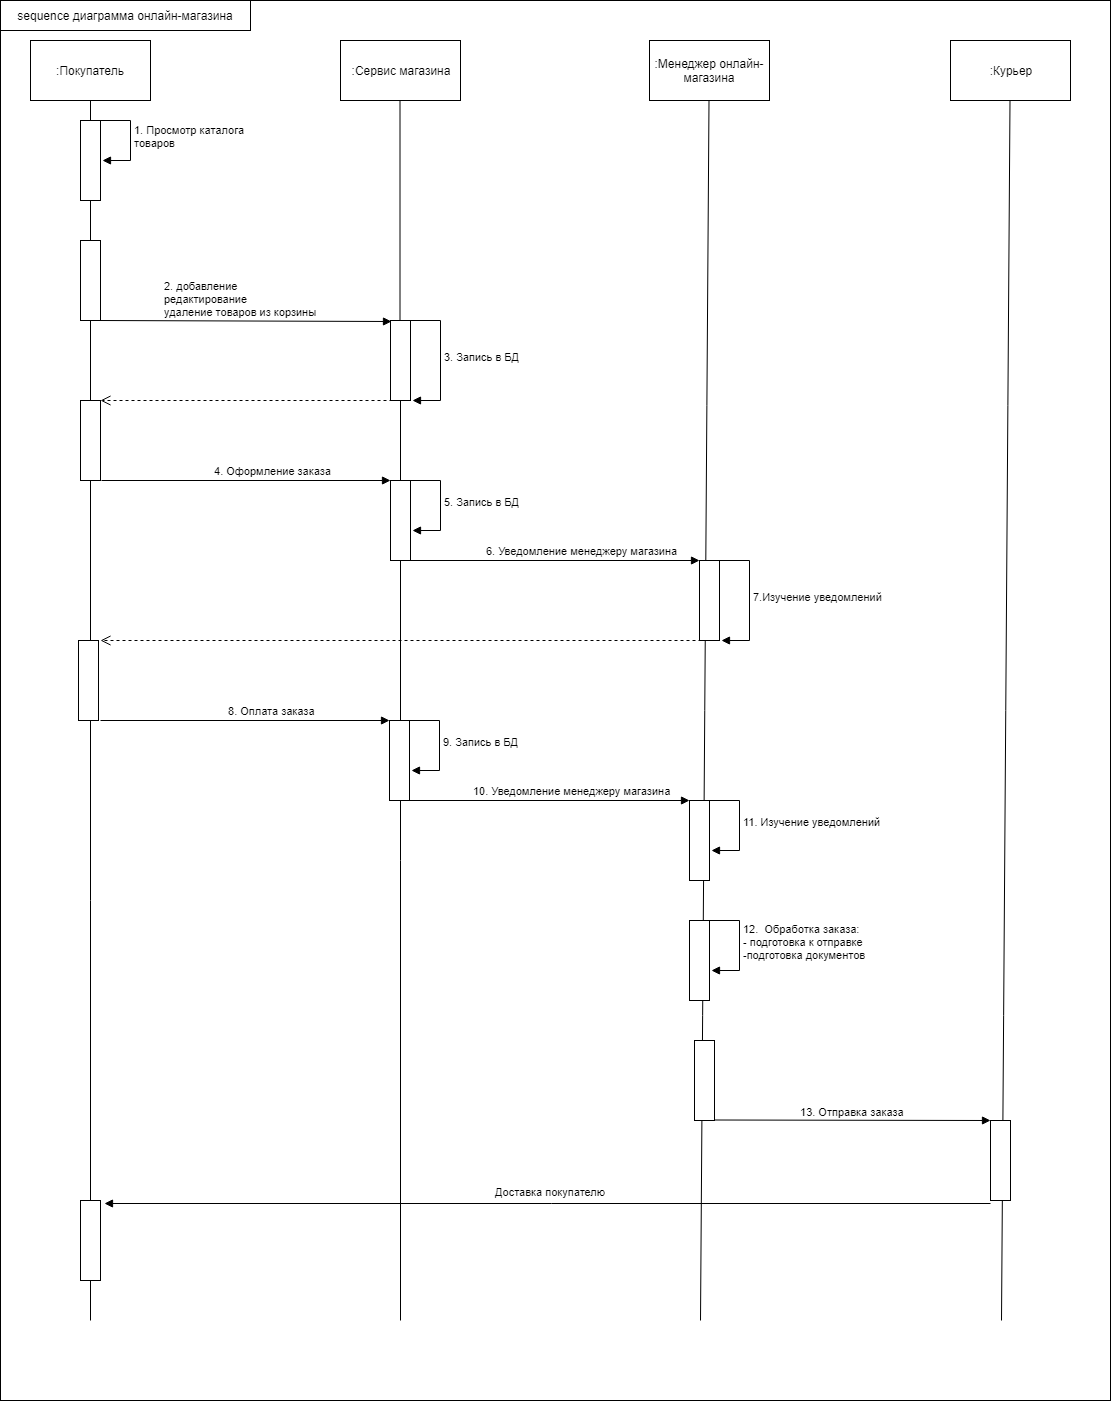 sequence диаграмма онлайн-магазина
:Покупатель
:Сервис магазина
:Менеджер онлайн-
магазина
:Курьер
1. Просмотр каталога
товаров
2. добавление
редактирование
удаление товаров из корзины
3. Запись в БД
4. Оформление заказа
5. Запись в БД
6. Уведомление менеджеру магазина
7.Изучение уведомлений
8. Оплата заказа
9. Запись в БД
10. Уведомление менеджеру магазина
11. Изучение уведомлений
12.  Обработка заказа:
- подготовка к отправке
-подготовка документов
13. Отправка заказа
Доставка покупателю